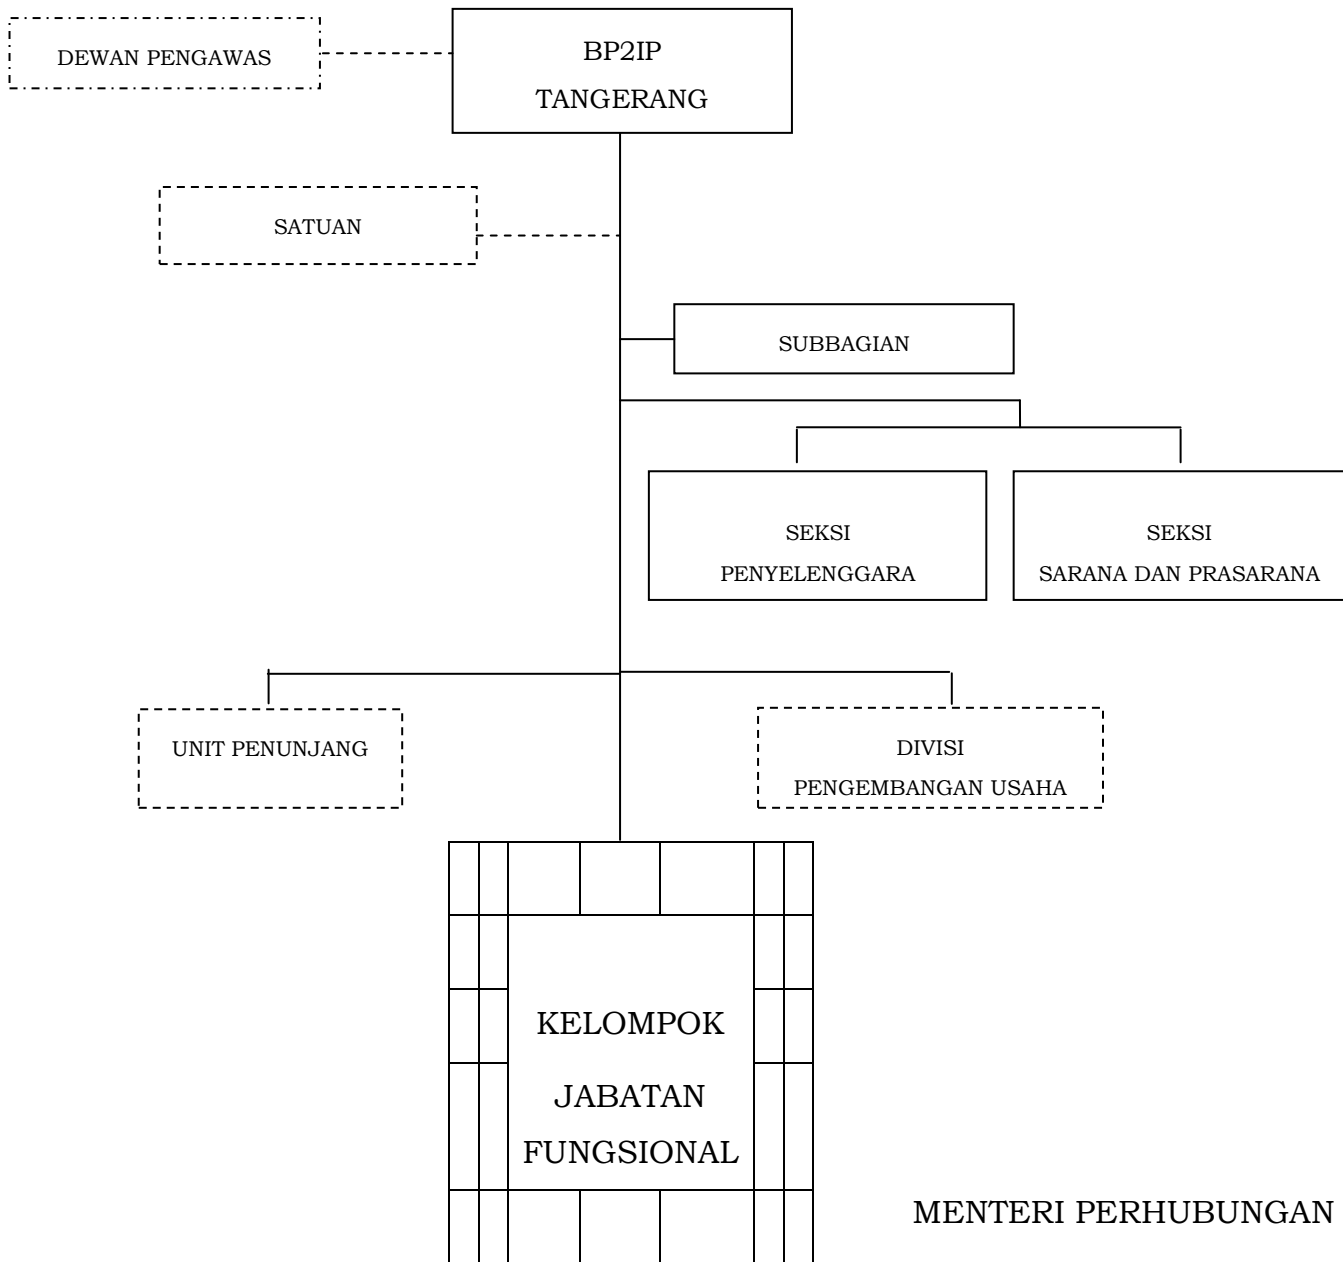 DEWAN PENGAWAS
BP2IP
TANGERANG
SATUAN
SUBBAGIAN
SEKSI
PENYELENGGARA
SEKSI
SARANA DAN PRASARANA
UNIT PENUNJANG
DIVISI
PENGEMBANGAN USAHA
KELOMPOK
JABATAN
FUNGSIONAL
MENTERI PERHUBUNGAN